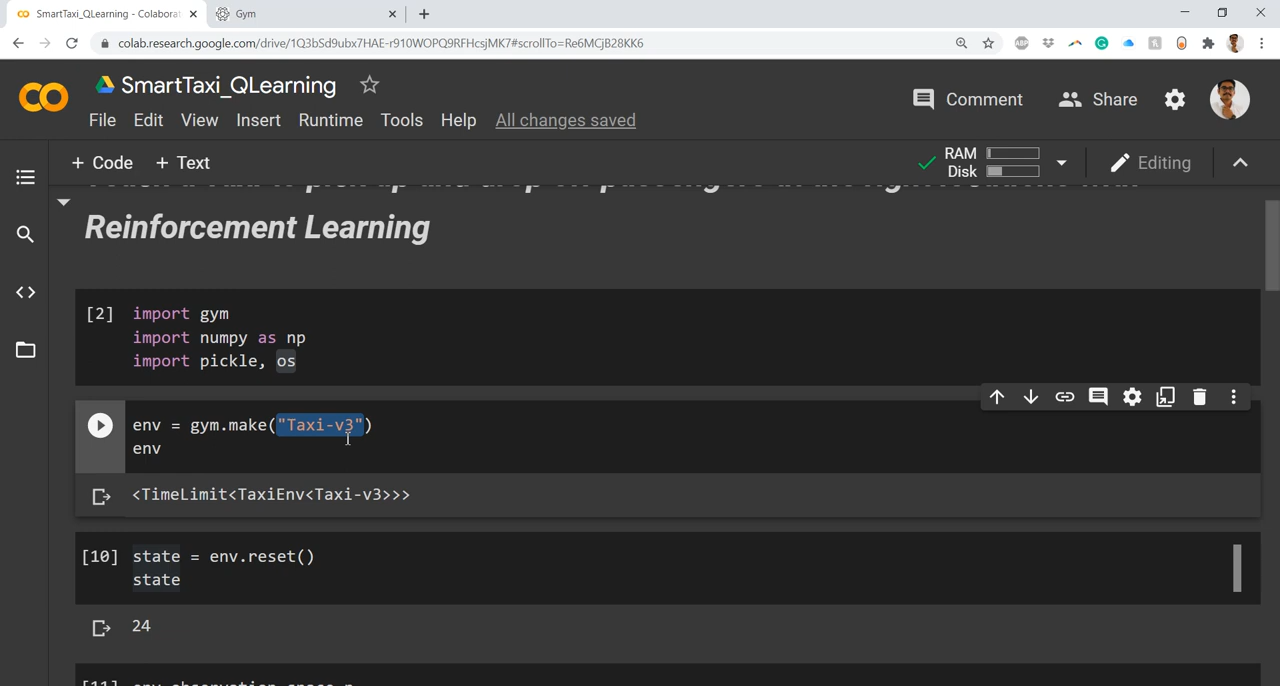 SmartTaxi_QLearning - Colaborat
Gym
colab.research.google.com/drive/1Q3bSd9ubx7HAE-r910WOPQ9RFHcsjMK7#scrollTo=Re6MCjB28KK6
SmartTaxi_QLearning
File Edit View Insert Runtime Tools Help All changes saved
Comment
Share
+ Code + Text
RAM
Disk
Editing
Reinforcement Learning
[2] import gym
import numpy as np
import pickle, os
env = gym.make("Taxi-v3")
env
<TimeLimit<TaxiEnv<Taxi-v3>>>
[10] state = env.reset()
state
24